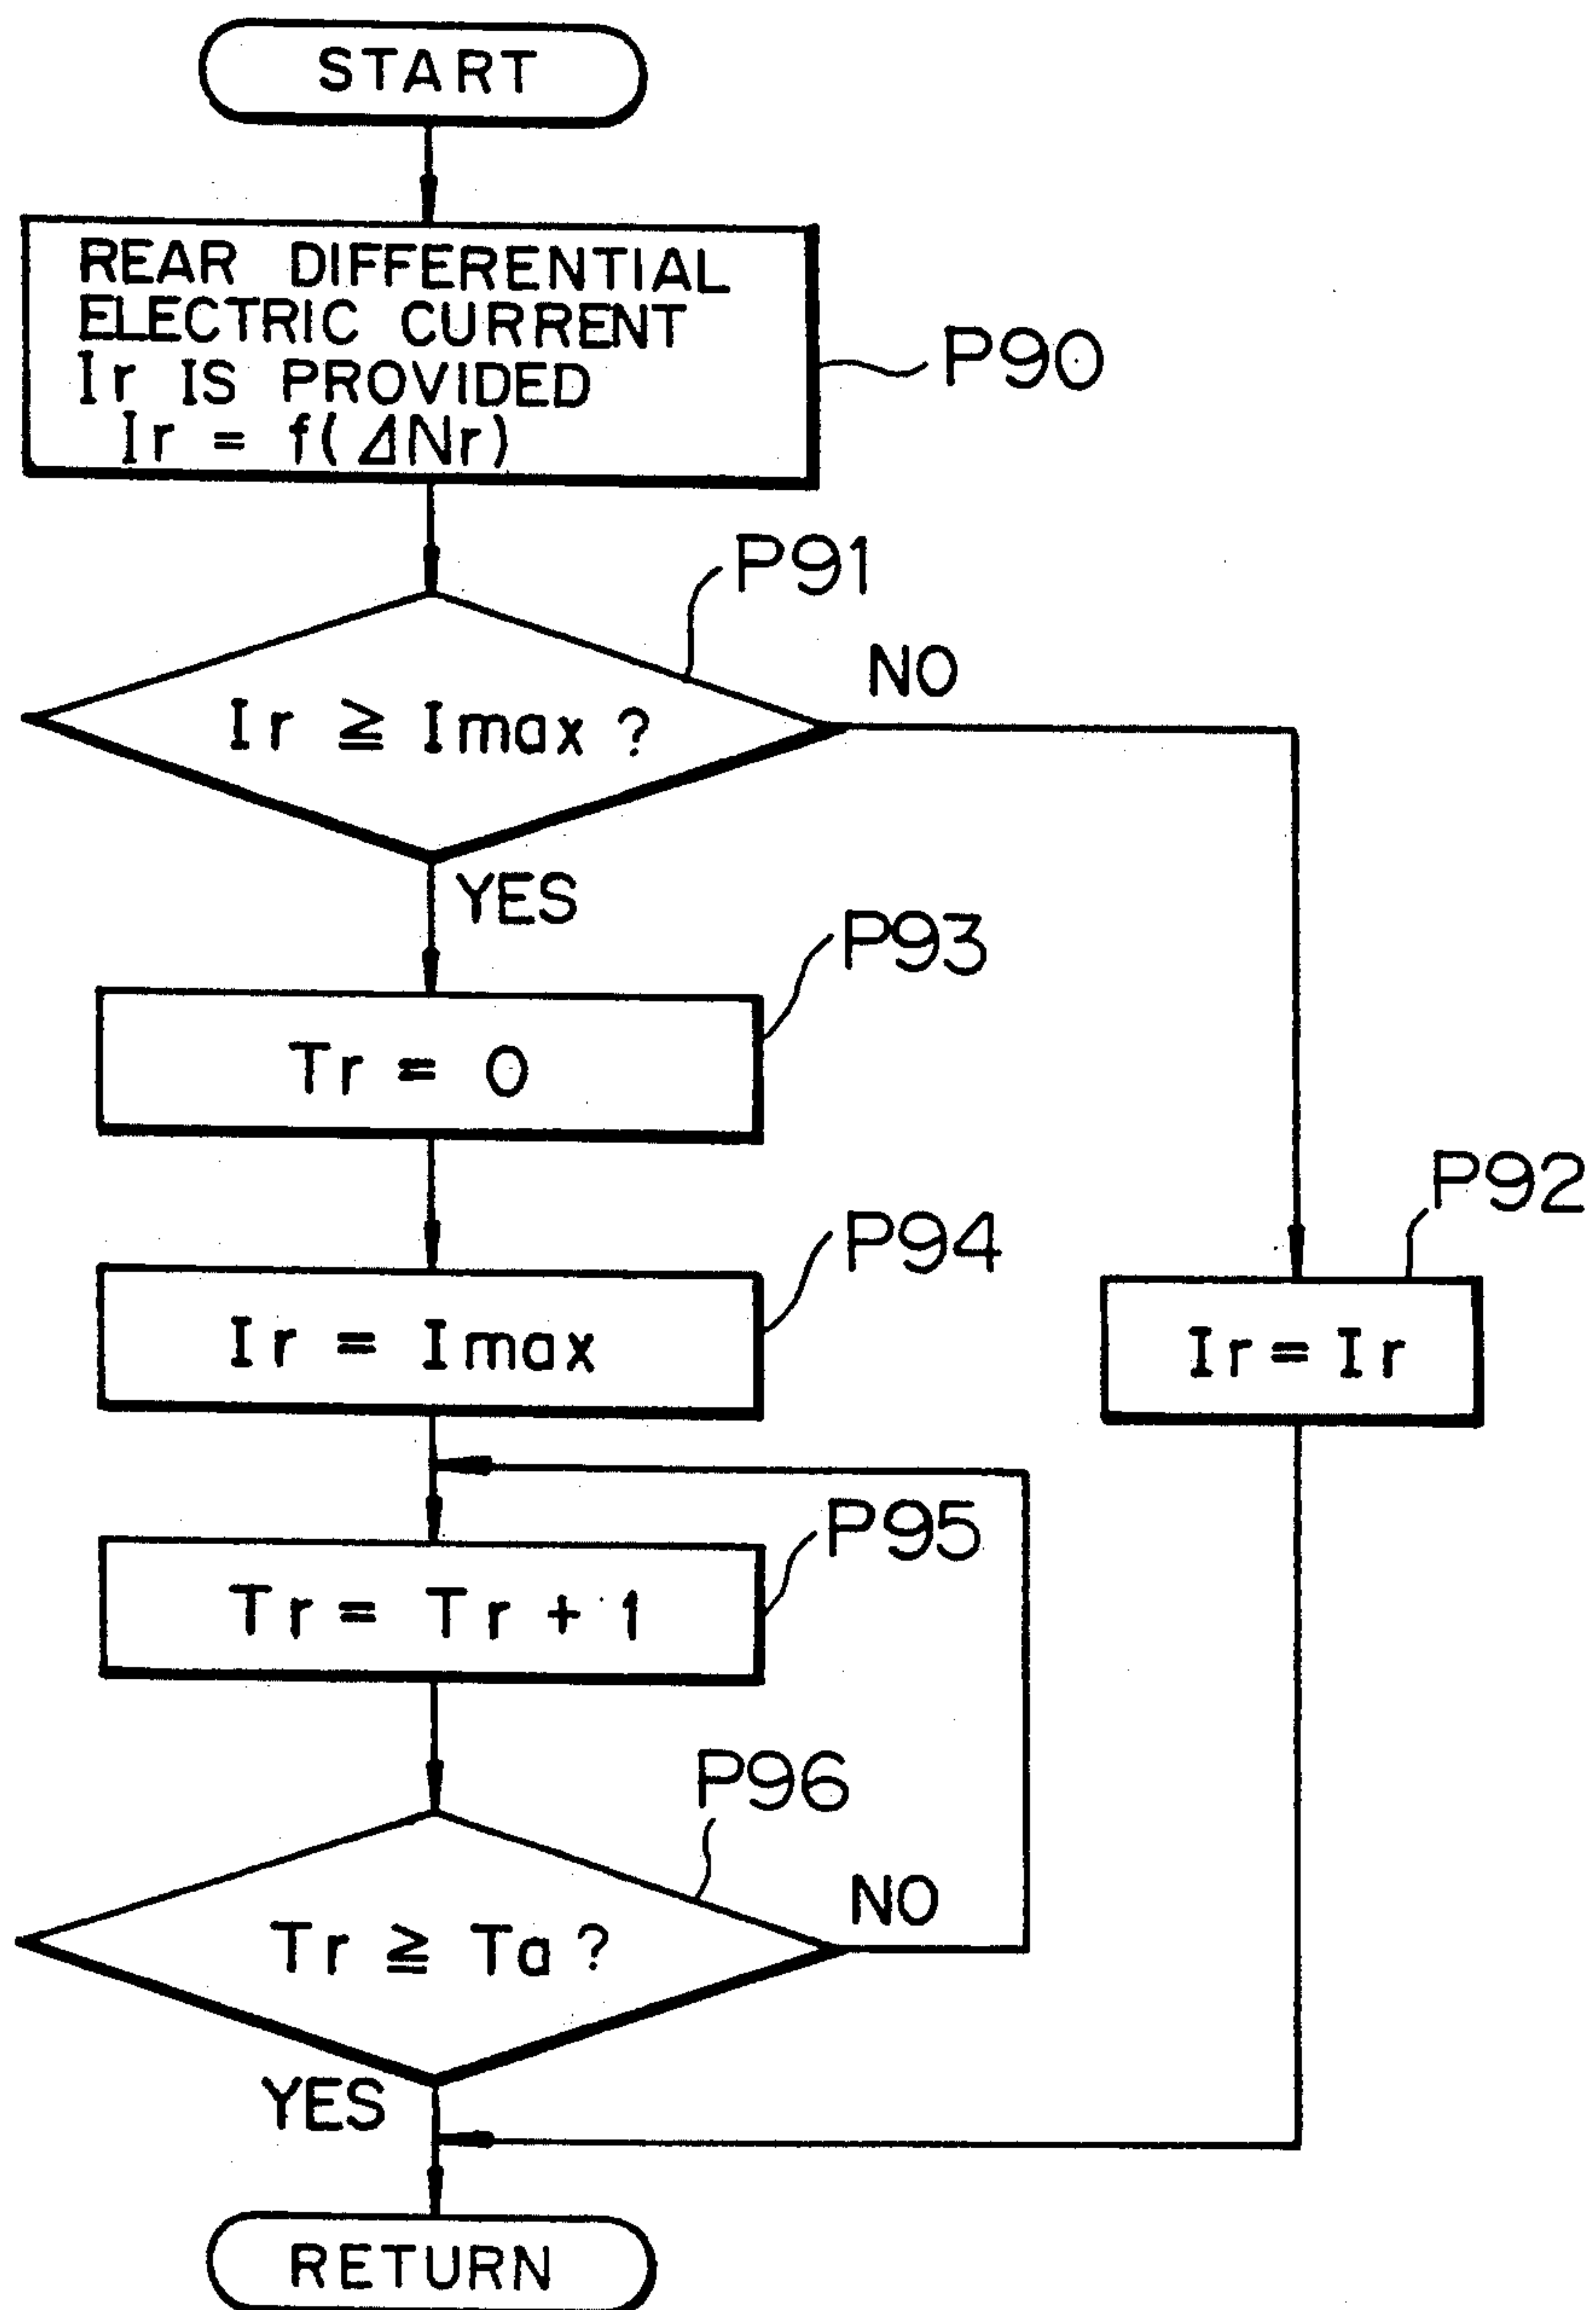 START
REAR DIFFERENTIAL
ELECTRIC CURRENT
Ir IS PROVIDED
Ir = f(ΔNr)
P90
P91
Ir ≧ Imax ?
NO
YES
P93
Tr = 0
P92
P94
Ir = Imax
Ir = Ir
P95
Tr = Tr + 1
P96
Tr ≧ Ta ?
NO
YES
RETURN